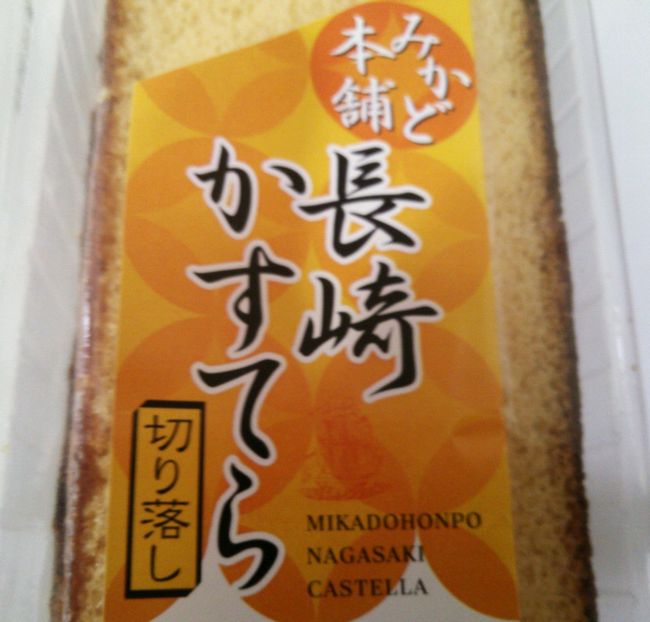 みかど
本舗
長崎
かすてら
切り落し
MIKADOHONPO
NAGASAKI
CASTELLA